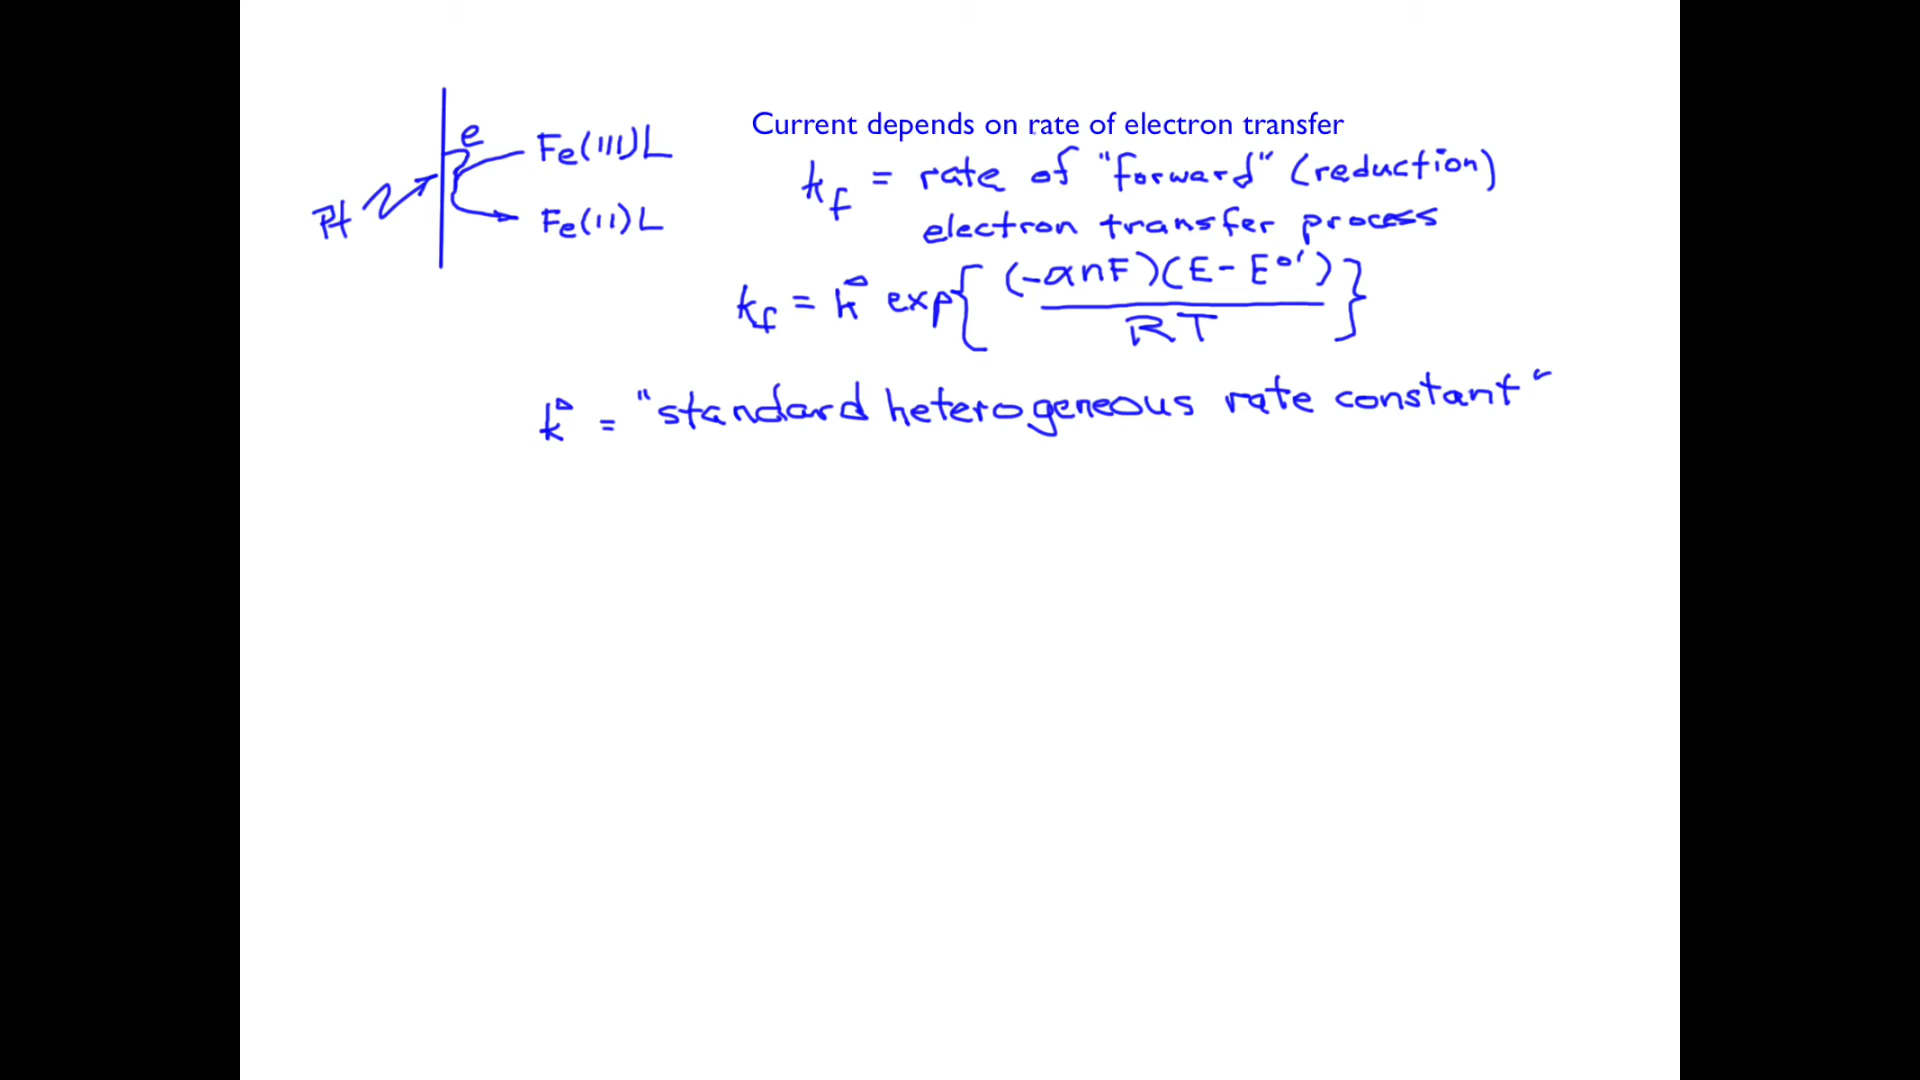 Current depends on rate of electron transfer
e Fe(III)L
Pt Fe(II)L
kf = rate of "forward" (reduction)
electron transfer process
kf = k° exp{ (-αnF)(E - E°') / RT }
k° = "standard heterogeneous rate constant"